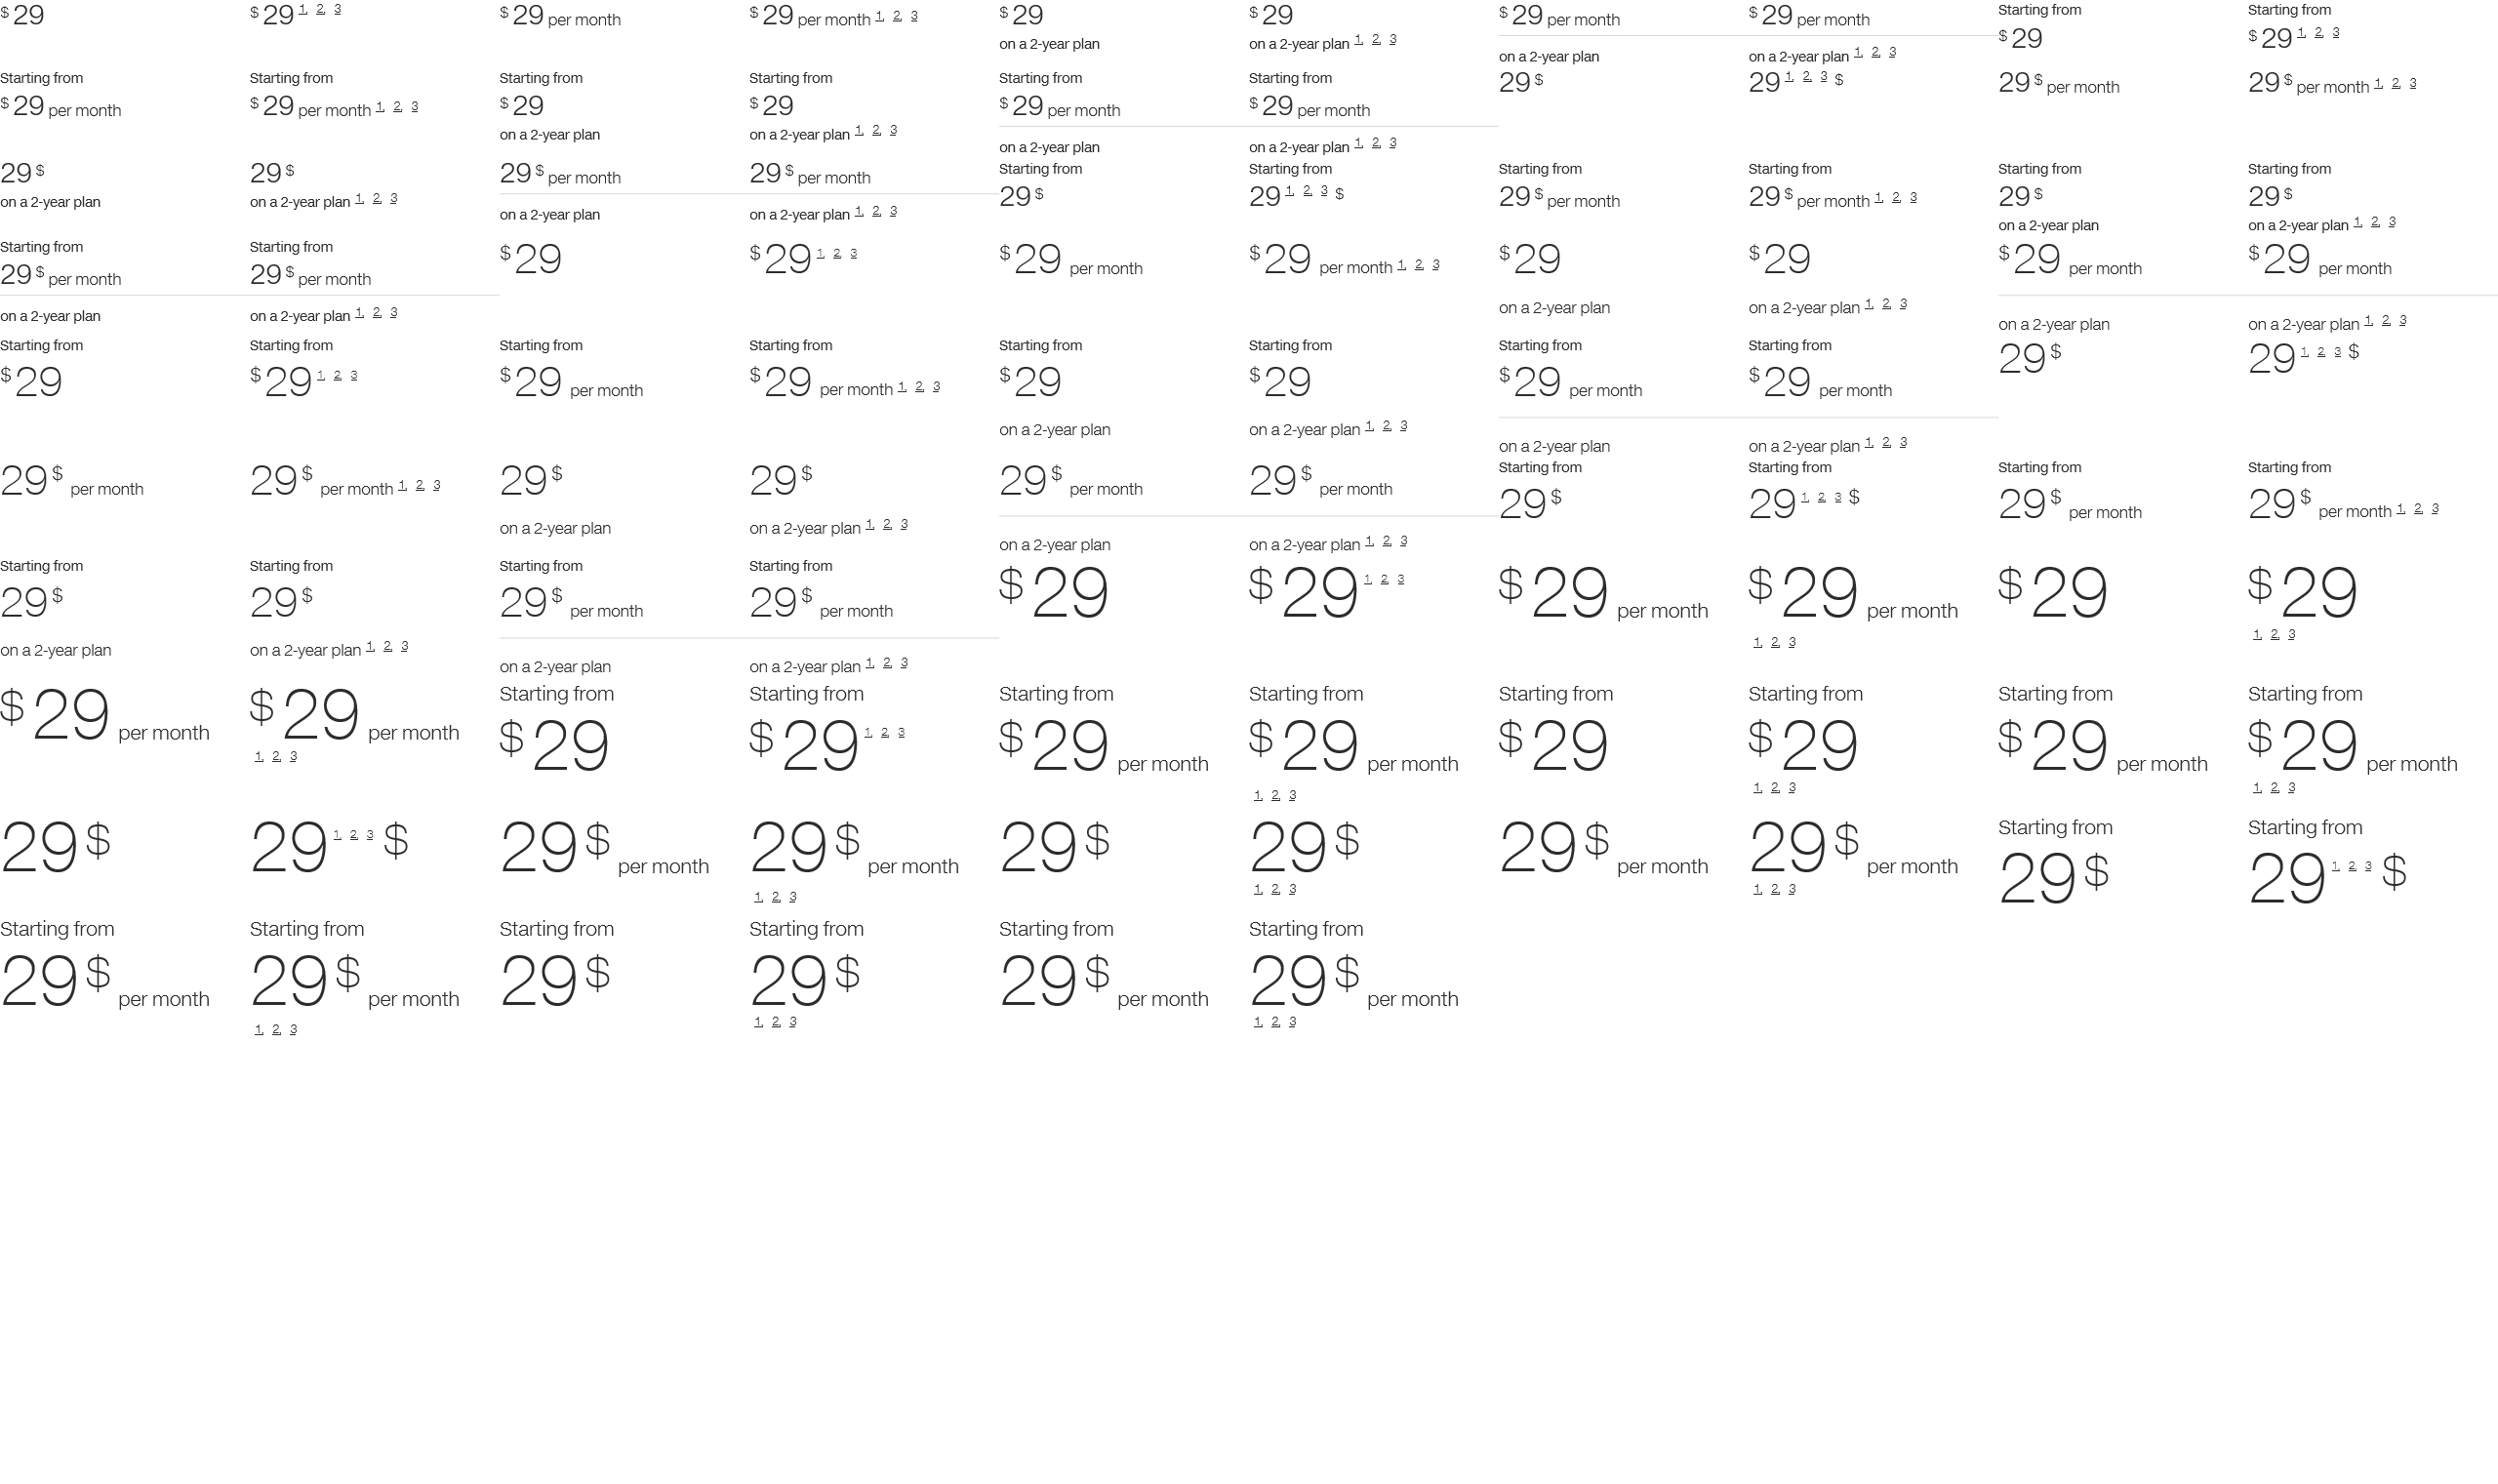 $ 29
$ 29 1, 2, 3
$ 29 per month
$ 29 per month 1, 2, 3
$ 29
on a 2-year plan
$ 29
on a 2-year plan 1, 2, 3
$ 29 per month
on a 2-year plan
$ 29 per month
on a 2-year plan 1, 2, 3
Starting from
$ 29
Starting from
$ 29 1, 2, 3
Starting from
$ 29 per month
Starting from
$ 29 per month 1, 2, 3
Starting from
$ 29
on a 2-year plan
Starting from
$ 29
on a 2-year plan 1, 2, 3
Starting from
$ 29 per month
on a 2-year plan
Starting from
$ 29 per month
on a 2-year plan 1, 2, 3
29 $
29 1, 2, 3 $
29 $ per month
29 $ per month 1, 2, 3
29 $
on a 2-year plan
29 $
on a 2-year plan 1, 2, 3
29 $ per month
on a 2-year plan
29 $ per month
on a 2-year plan 1, 2, 3
Starting from
29 $
Starting from
29 1, 2, 3 $
Starting from
29 $ per month
Starting from
29 $ per month 1, 2, 3
Starting from
29 $
on a 2-year plan
Starting from
29 $
on a 2-year plan 1, 2, 3
Starting from
29 $ per month
on a 2-year plan
Starting from
29 $ per month
on a 2-year plan 1, 2, 3
$ 29
$ 29 1, 2, 3
$ 29 per month
$ 29 per month 1, 2, 3
$ 29
on a 2-year plan
$ 29
on a 2-year plan 1, 2, 3
$ 29 per month
on a 2-year plan
$ 29 per month
on a 2-year plan 1, 2, 3
Starting from
$ 29
Starting from
$ 29 1, 2, 3
Starting from
$ 29 per month
Starting from
$ 29 per month 1, 2, 3
Starting from
$ 29
on a 2-year plan
Starting from
$ 29
on a 2-year plan 1, 2, 3
Starting from
$ 29 per month
on a 2-year plan
Starting from
$ 29 per month
on a 2-year plan 1, 2, 3
29 $
29 1, 2, 3 $
29 $ per month
29 $ per month 1, 2, 3
29 $
on a 2-year plan
29 $
on a 2-year plan 1, 2, 3
29 $ per month
on a 2-year plan
29 $ per month
on a 2-year plan 1, 2, 3
Starting from
29 $
Starting from
29 1, 2, 3 $
Starting from
29 $ per month
Starting from
29 $ per month 1, 2, 3
Starting from
29 $
on a 2-year plan
Starting from
29 $
on a 2-year plan 1, 2, 3
Starting from
29 $ per month
on a 2-year plan
Starting from
29 $ per month
on a 2-year plan 1, 2, 3
$ 29
$ 29 1, 2, 3
$ 29 per month
$ 29 per month
1, 2, 3
$ 29
$ 29
1, 2, 3
$ 29 per month
$ 29 per month
1, 2, 3
Starting from
$ 29
Starting from
$ 29 1, 2, 3
Starting from
$ 29 per month
Starting from
$ 29 per month
1, 2, 3
Starting from
$ 29
Starting from
$ 29
1, 2, 3
Starting from
$ 29 per month
Starting from
$ 29 per month
1, 2, 3
29 $
29 1, 2, 3 $
29 $ per month
29 $ per month
1, 2, 3
29 $
29 $
1, 2, 3
29 $ per month
29 $ per month
1, 2, 3
Starting from
29 $
Starting from
29 1, 2, 3 $
Starting from
29 $ per month
Starting from
29 $ per month
1, 2, 3
Starting from
29 $
Starting from
29 $
1, 2, 3
Starting from
29 $ per month
Starting from
29 $ per month
1, 2, 3